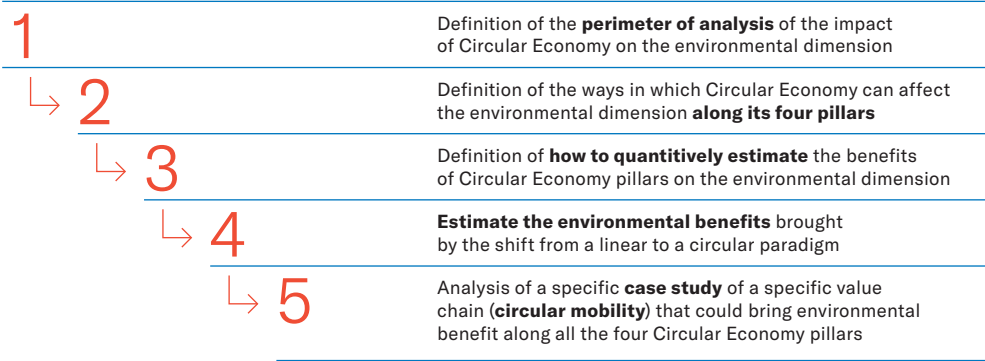 1
Definition of the perimeter of analysis of the impact
of Circular Economy on the environmental dimension
2
Definition of the ways in which Circular Economy can affect
the environmental dimension along its four pillars
3
Definition of how to quantitively estimate the benefits
of Circular Economy pillars on the environmental dimension
4
Estimate the environmental benefits brought
by the shift from a linear to a circular paradigm
5
Analysis of a specific case study of a specific value
chain (circular mobility) that could bring environmental
benefit along all the four Circular Economy pillars